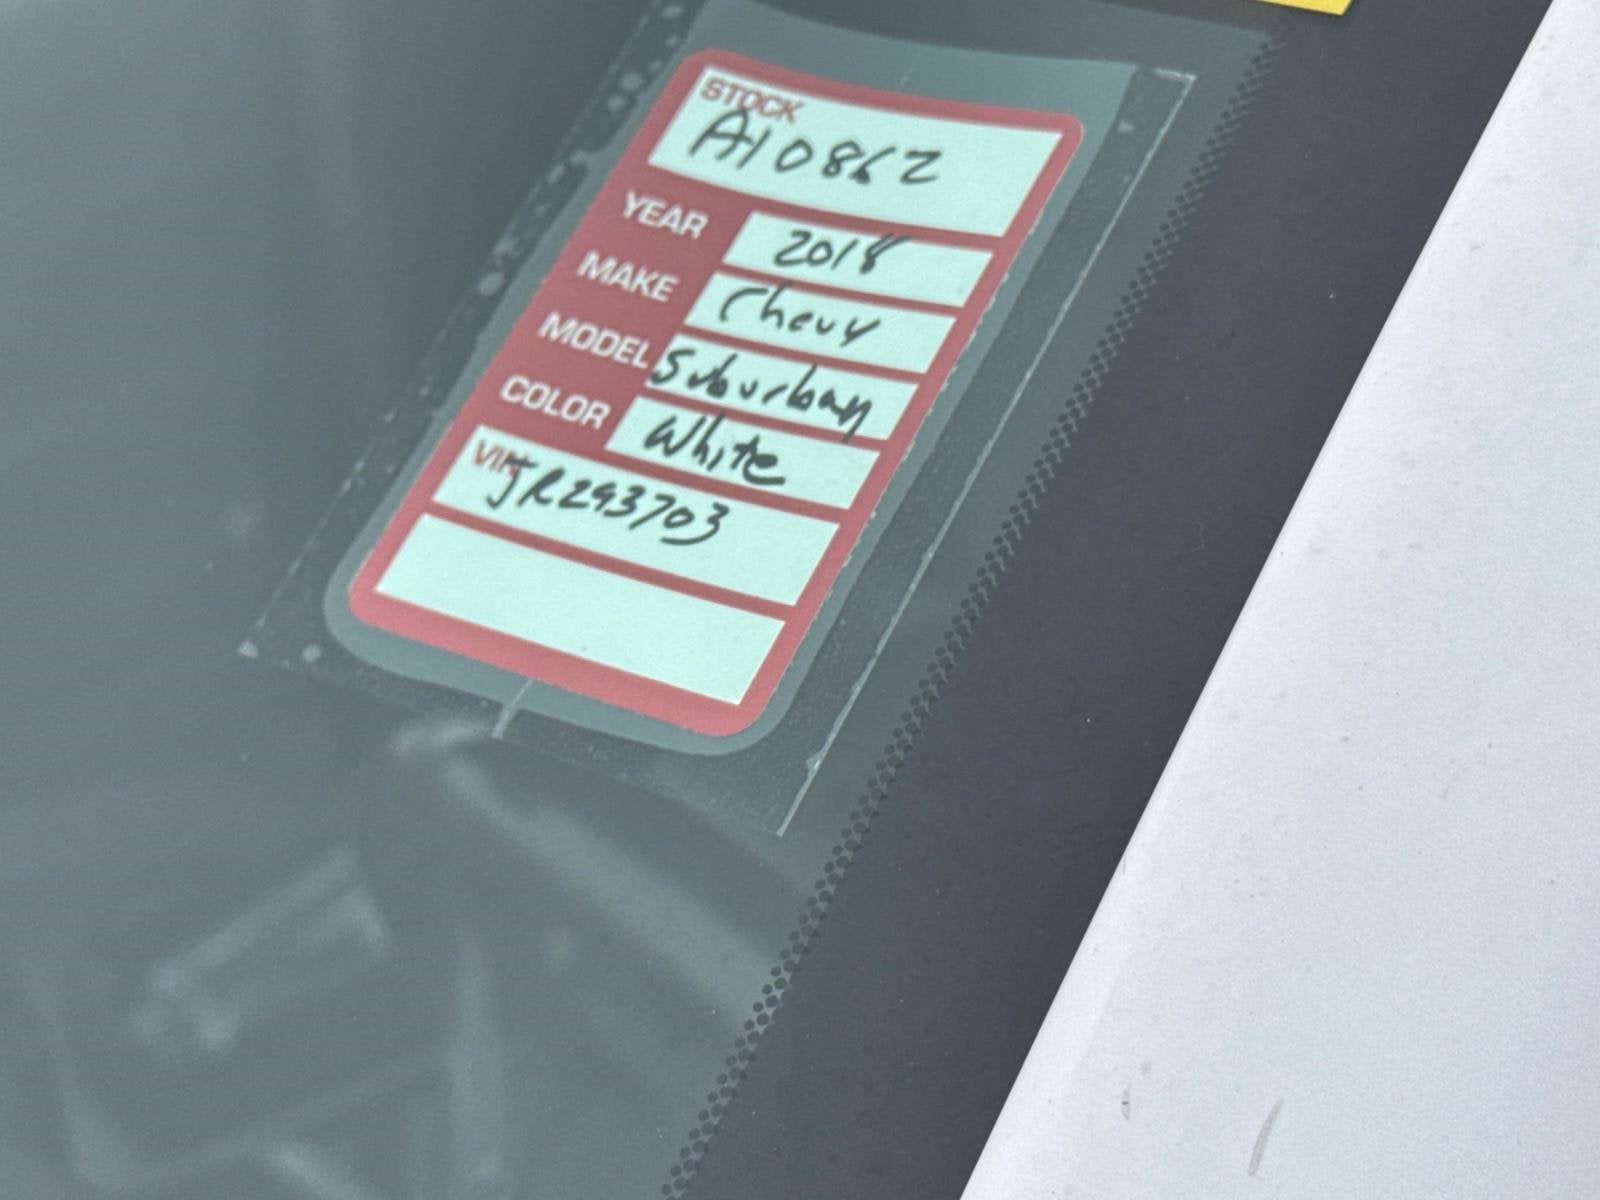 STOCK
A10862
YEAR 2018
MAKE Chevy
MODEL Suburban
COLOR White
VIN
JR293703